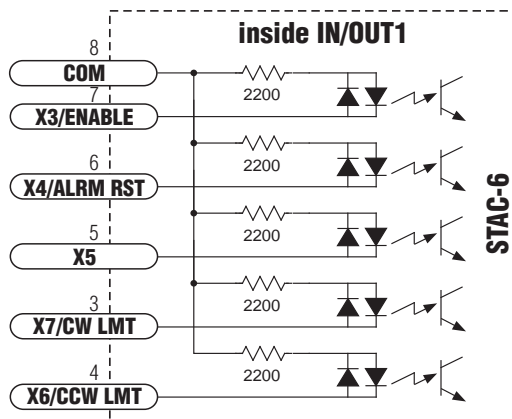 inside IN/OUT1
8
COM
2200
7
X3/ENABLE
6
X4/ALRM RST
2200
5
X5
2200
3
X7/CW LMT
2200
4
X6/CCW LMT
2200
STAC-6